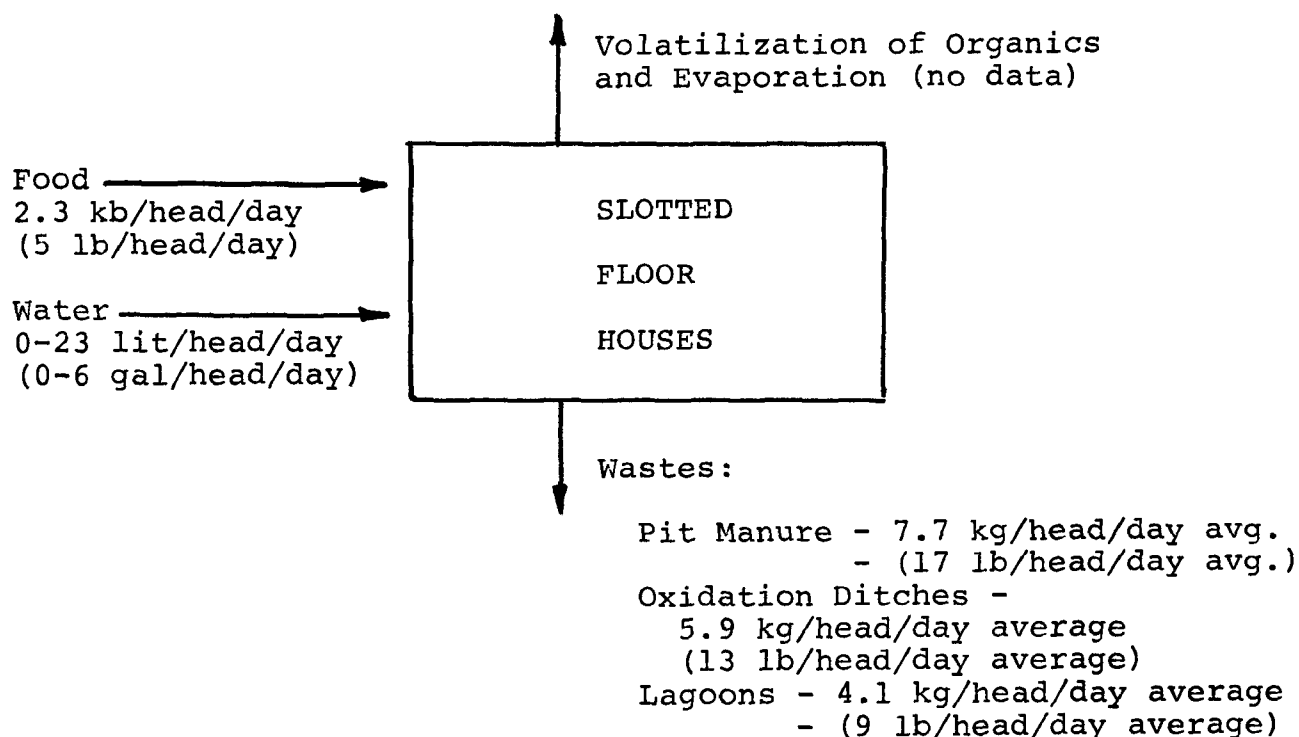 Volatilization of Organics
and Evaporation (no data)
Food
2.3 kb/head/day
(5 lb/head/day)
Water
0-23 lit/head/day
(0-6 gal/head/day)
SLOTTED
FLOOR
HOUSES
Wastes:
Pit Manure - 7.7 kg/head/day avg.
- (17 lb/head/day avg.)
Oxidation Ditches -
5.9 kg/head/day average
(13 lb/head/day average)
Lagoons - 4.1 kg/head/day average
- (9 lb/head/day average)